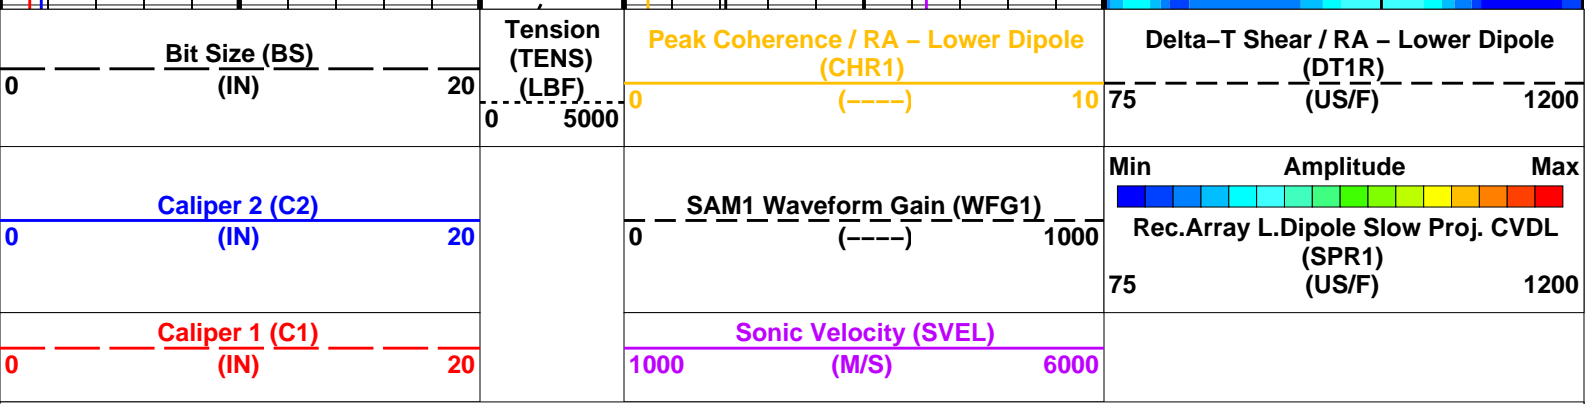 Bit Size (BS)
0 (IN) 20
Tension
(TENS)
(LBF)
0 5000
Peak Coherence / RA – Lower Dipole
(CHR1)
0 (––––) 10
Delta–T Shear / RA – Lower Dipole
(DT1R)
75 (US/F) 1200
Caliper 2 (C2)
0 (IN) 20
SAM1 Waveform Gain (WFG1)
0 (––––) 1000
Min Amplitude Max
Rec.Array L.Dipole Slow Proj. CVDL
(SPR1)
75 (US/F) 1200
Caliper 1 (C1)
0 (IN) 20
Sonic Velocity (SVEL)
1000 (M/S) 6000